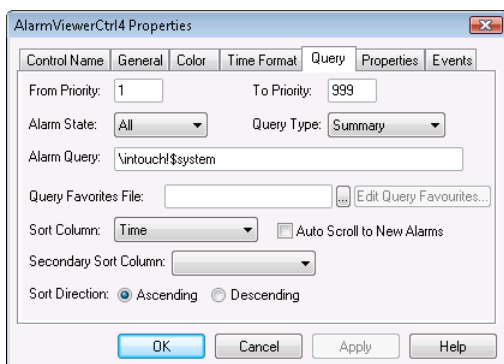 AlarmViewerCtrl4 Properties
Control Name General Color Time Format Query Properties Events
From Priority: 1 To Priority: 999
Alarm State: All Query Type: Summary
Alarm Query: \intouch!$system
Query Favorites File: ... Edit Query Favourites...
Sort Column: Time Auto Scroll to New Alarms
Secondary Sort Column:
Sort Direction: Ascending Descending
OK Cancel Apply Help